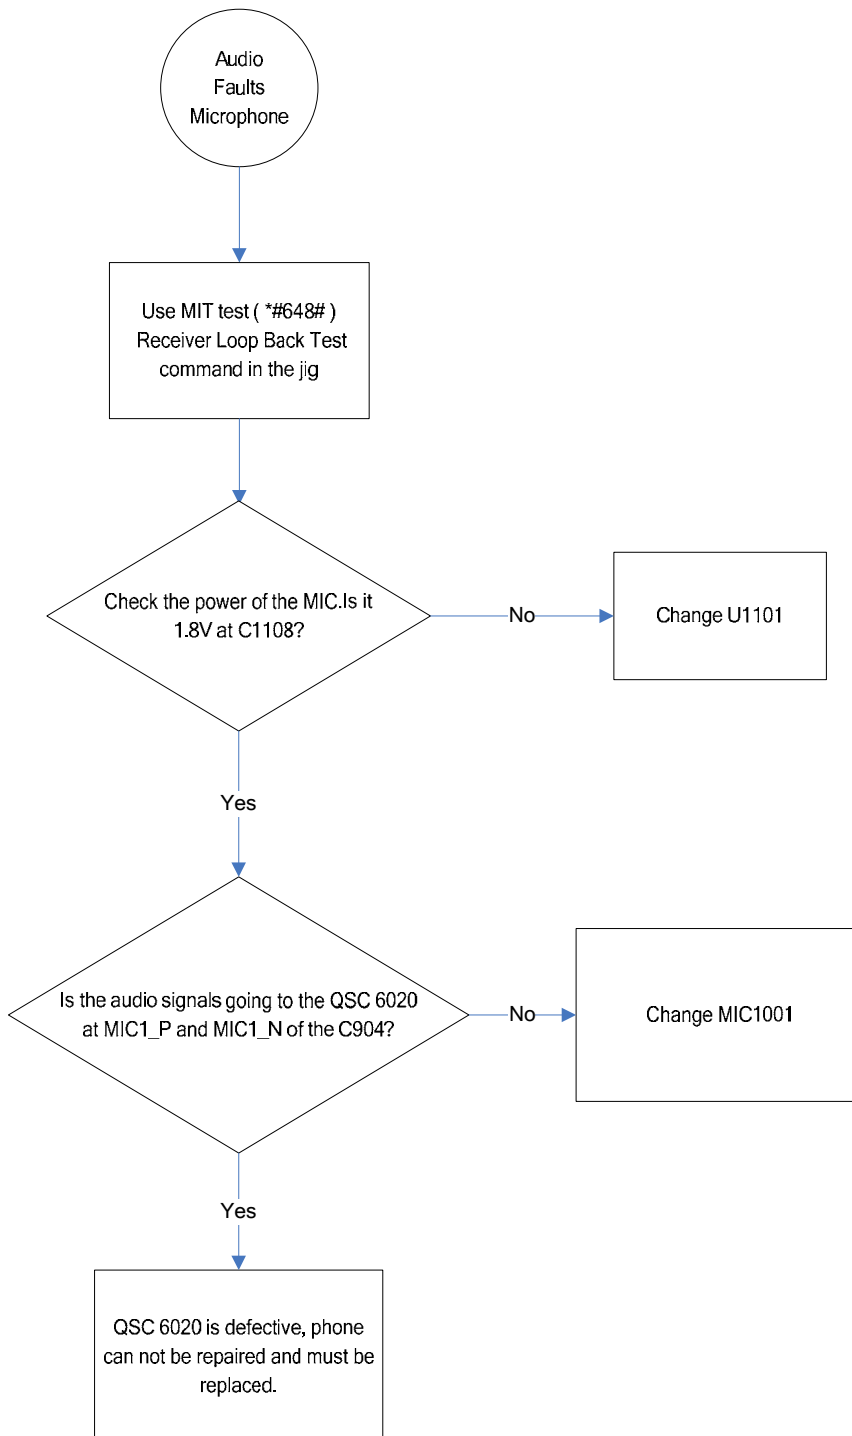 Audio
Faults
Microphone
Use MIT test ( *#648# )
Receiver Loop Back Test
command in the jig
Check the power of the MIC.Is it
1.8V at C1108?
No
Change U1101
Yes
Is the audio signals going to the QSC 6020
at MIC1_P and MIC1_N of the C904?
No
Change MIC1001
Yes
QSC 6020 is defective, phone
can not be repaired and must be
replaced.